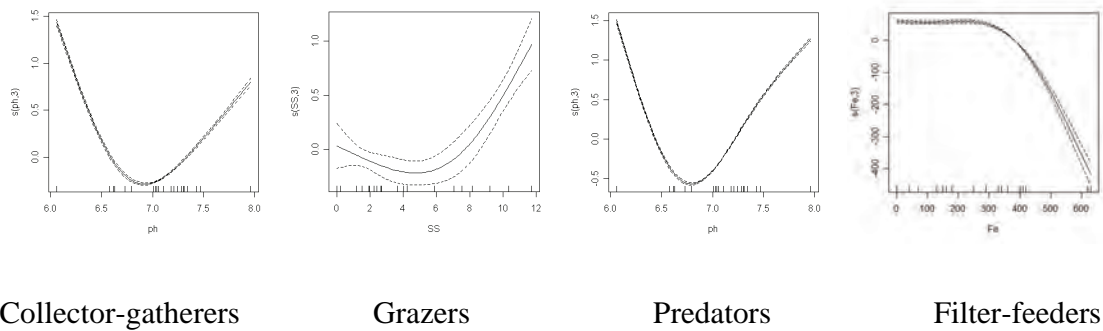 s(ph,3)
1.5
1.0
0.5
0.0
6.0 6.5 7.0 7.5 8.0
ph
s(SS,3)
1.0
0.5
0.0
0 2 4 6 8 10 12
SS
s(ph,3)
1.5
1.0
0.5
0.0
-0.5
6.0 6.5 7.0 7.5 8.0
ph
s(Fe,3)
0
-100
-200
-300
-400
0 100 200 300 400 500 600
Fe
Collector-gatherers Grazers Predators Filter-feeders